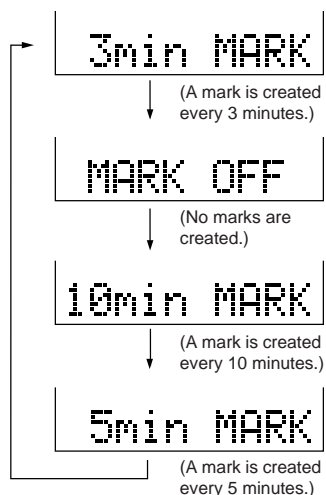 3min MARK
(A mark is created
every 3 minutes.)
MARK OFF
(No marks are
created.)
10min MARK
(A mark is created
every 10 minutes.)
5min MARK
(A mark is created
every 5 minutes.)